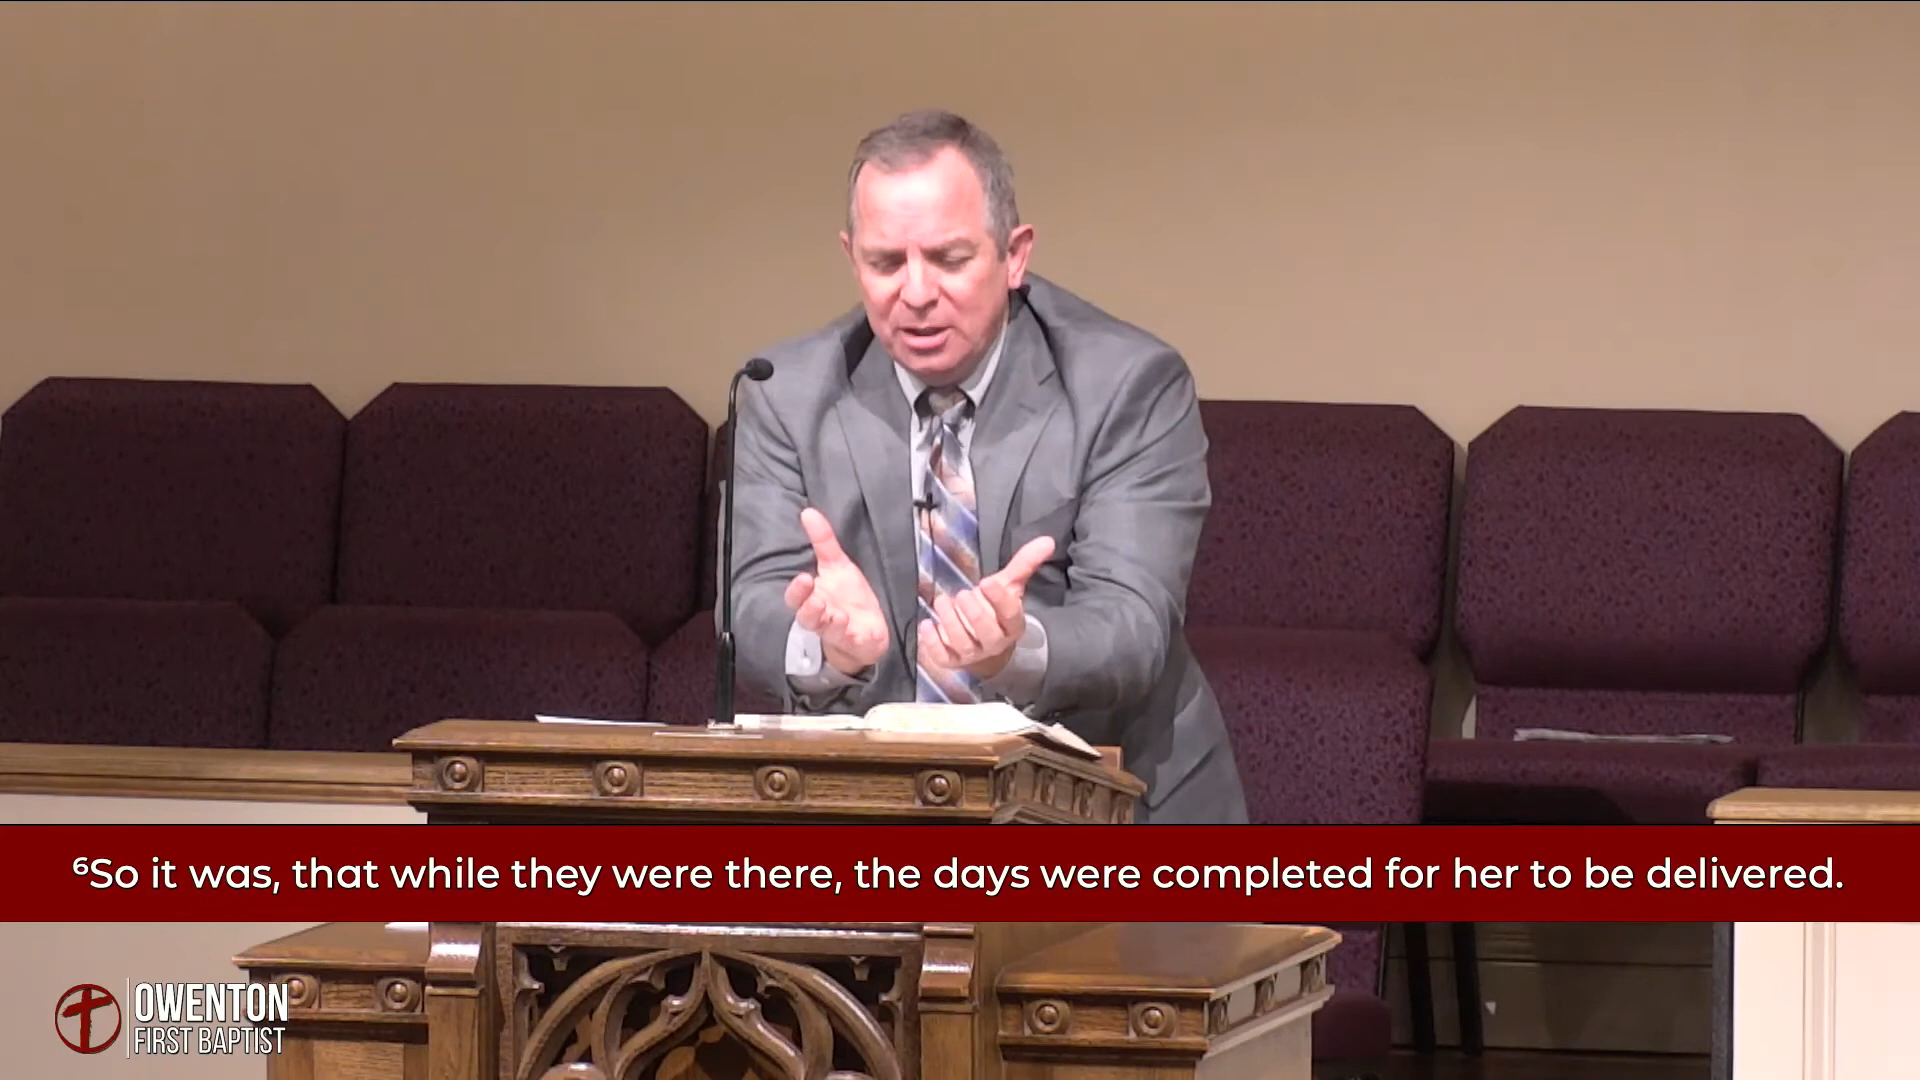 ⁶So it was, that while they were there, the days were completed for her to be delivered.
OWENTON
FIRST BAPTIST